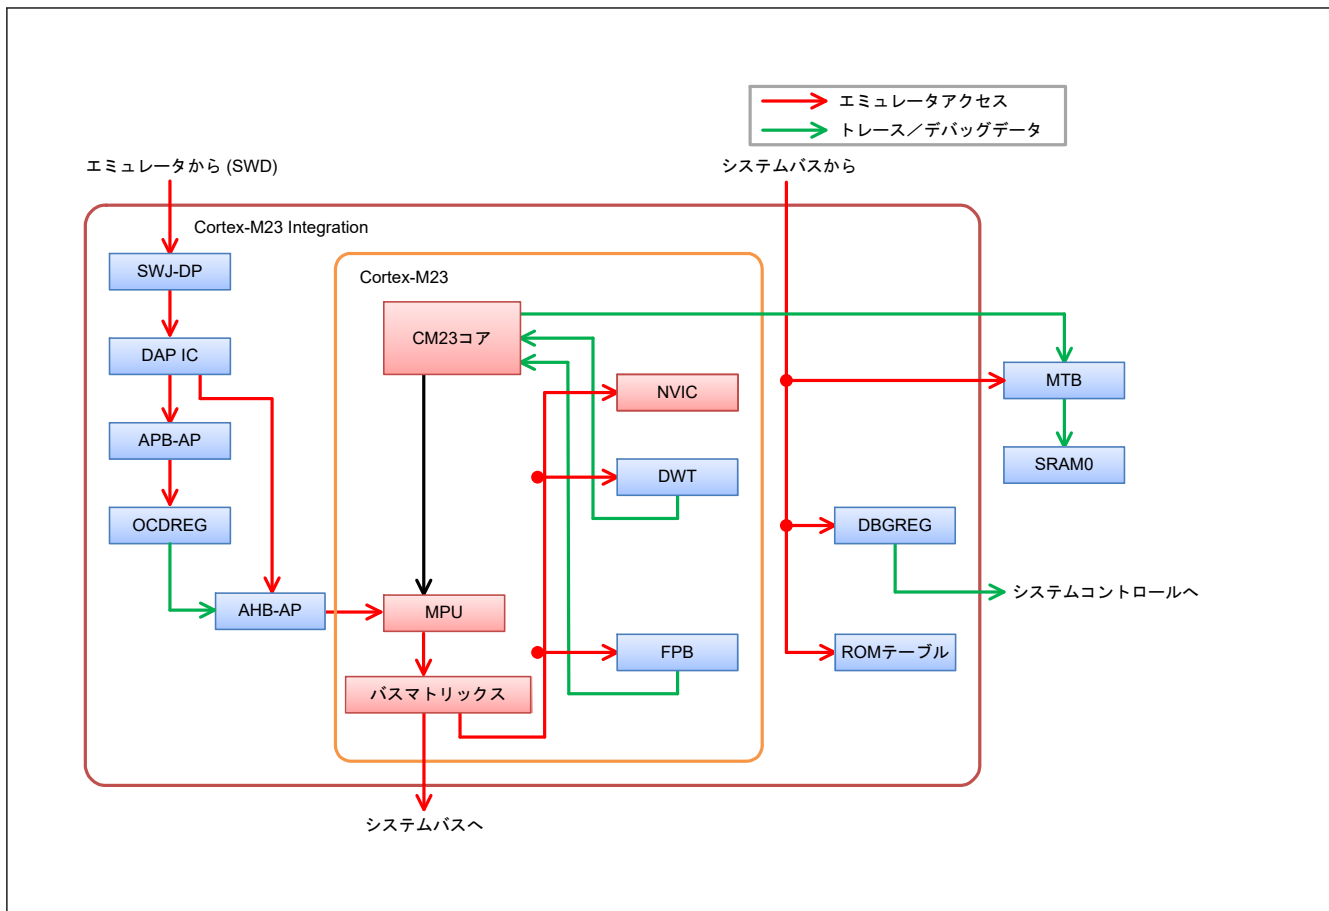 エミュレータアクセス
トレース／デバッグデータ
エミュレータから (SWD)
システムバスから
Cortex-M23 Integration
SWJ-DP
Cortex-M23
CM23コア
DAP IC
MTB
NVIC
APB-AP
SRAM0
DWT
OCDREG
DBGREG
システムコントロールへ
AHB-AP
MPU
FPB
ROMテーブル
バスマトリックス
システムバスへ